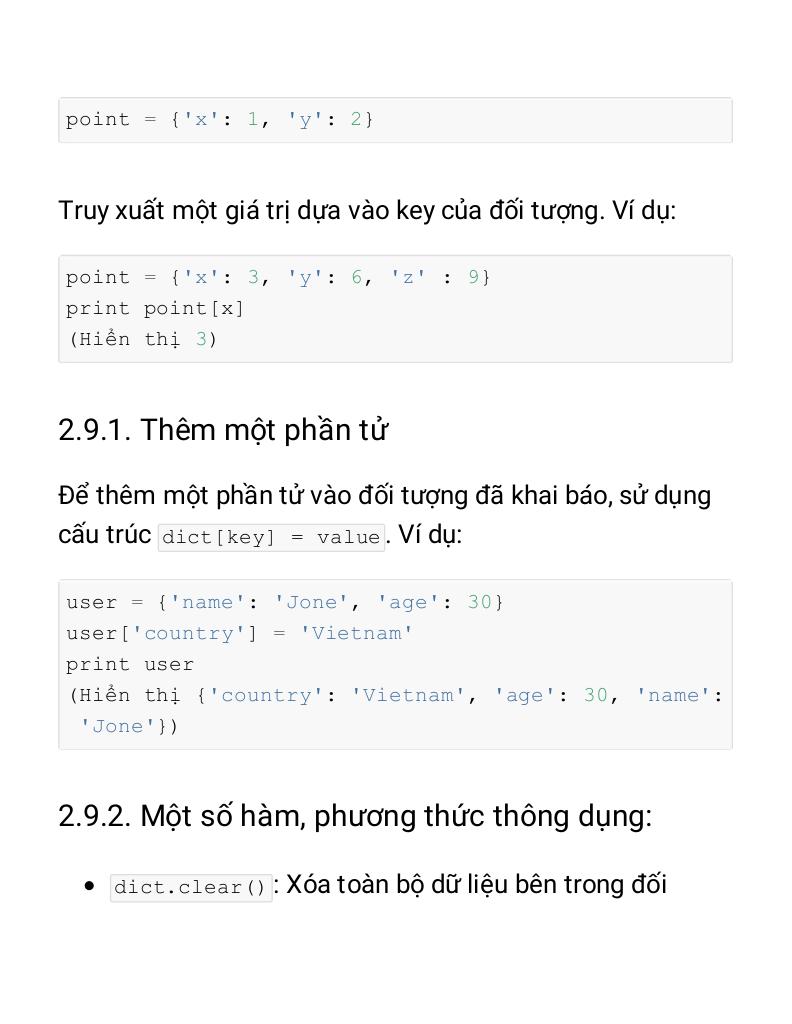 point = {'x': 1, 'y': 2}
Truy xuất một giá trị dựa vào key của đối tượng. Ví dụ:
point = {'x': 3, 'y': 6, 'z' : 9}
print point[x]
(Hiển thị 3)
2.9.1. Thêm một phần tử
Để thêm một phần tử vào đối tượng đã khai báo, sử dụng
cấu trúc dict[key] = value. Ví dụ:
user = {'name': 'Jone', 'age': 30}
user['country'] = 'Vietnam'
print user
(Hiển thị {'country': 'Vietnam', 'age': 30, 'name':
'Jone'})
2.9.2. Một số hàm, phương thức thông dụng:
• dict.clear(): Xóa toàn bộ dữ liệu bên trong đối